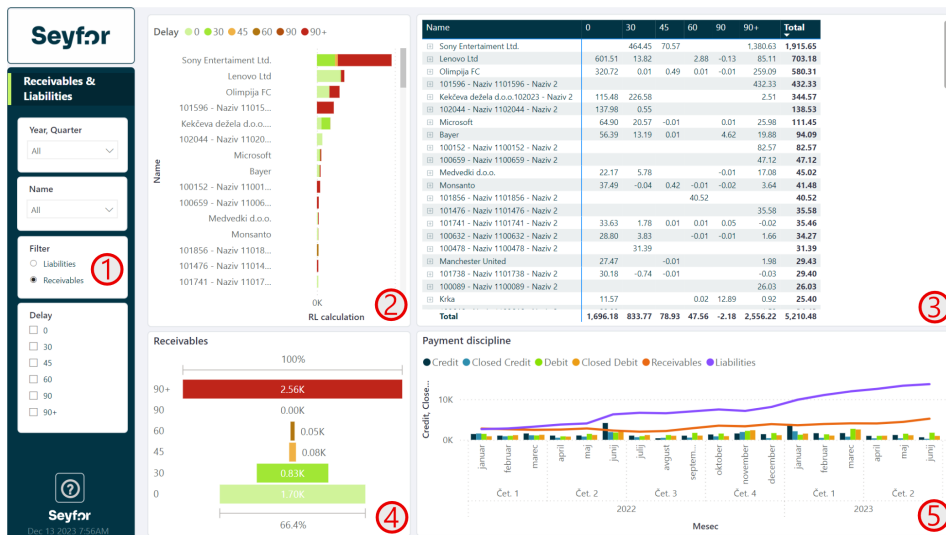 Seyfor
Receivables &
Liabilities
Year, Quarter
All
Name
All
Filter
Liabilities
Receivables
1
Delay
0
30
45
60
90
90+
Seyfor
Dec 13 2023 7:56AM
Delay 0 30 45 60 90 90+
Name
Sony Entertaiment Ltd.
Lenovo Ltd
Olimpija FC
101596 - Naziv 11015...
Kekčeva dežela d.o.o....
102044 - Naziv 11020...
Microsoft
Bayer
100152 - Naziv 11001...
100659 - Naziv 11006...
Medvedki d.o.o.
Monsanto
101856 - Naziv 11018...
101476 - Naziv 11014...
101741 - Naziv 11017...
0K
RL calculation
2
Name 0 30 45 60 90 90+ Total
Sony Entertaiment Ltd. 464.45 70.57 1,380.63 1,915.65
Lenovo Ltd 601.51 13.82 2.88 -0.13 85.11 703.18
Olimpija FC 320.72 0.01 0.49 0.01 -0.01 259.09 580.31
101596 - Naziv 1101596 - Naziv 2 432.33 432.33
Kekčeva dežela d.o.o.102023 - Naziv 2 115.48 226.58 2.51 344.57
102044 - Naziv 1102044 - Naziv 2 137.98 0.55 138.53
Microsoft 64.90 20.57 -0.01 0.01 25.98 111.45
Bayer 56.39 13.19 0.01 4.62 19.88 94.09
100152 - Naziv 1100152 - Naziv 2 82.57 82.57
100659 - Naziv 1100659 - Naziv 2 47.12 47.12
Medvedki d.o.o. 22.17 5.78 -0.01 17.08 45.02
Monsanto 37.49 -0.04 0.42 -0.01 -0.02 3.64 41.48
101856 - Naziv 1101856 - Naziv 2 40.52 40.52
101476 - Naziv 1101476 - Naziv 2 35.58 35.58
101741 - Naziv 1101741 - Naziv 2 33.63 1.78 0.01 0.01 0.05 -0.02 35.46
100632 - Naziv 1100632 - Naziv 2 28.80 3.83 -0.01 -0.01 1.66 34.27
100478 - Naziv 1100478 - Naziv 2 31.39 31.39
Manchester United 27.47 -0.01 1.98 29.43
101738 - Naziv 1101738 - Naziv 2 30.18 -0.74 -0.01 -0.03 29.40
100089 - Naziv 1100089 - Naziv 2 26.03 26.03
Krka 11.57 0.02 12.89 0.92 25.40
Total 1,696.18 833.77 78.93 47.56 -2.18 2,556.22 5,210.48
3
Receivables
100%
90+ 2.56K
90 0.00K
60 0.05K
45 0.08K
30 0.83K
0 1.70K
66.4%
4
Payment discipline
Credit Closed Credit Debit Closed Debit Receivables Liabilities
Credit, Close...
10K
0K
januar februar marec april maj junij julij avgust septem... oktober november december januar februar marec april maj junij
Čet. 1 Čet. 2 Čet. 3 Čet. 4 Čet. 1 Čet. 2
2022 2023
Mesec
5